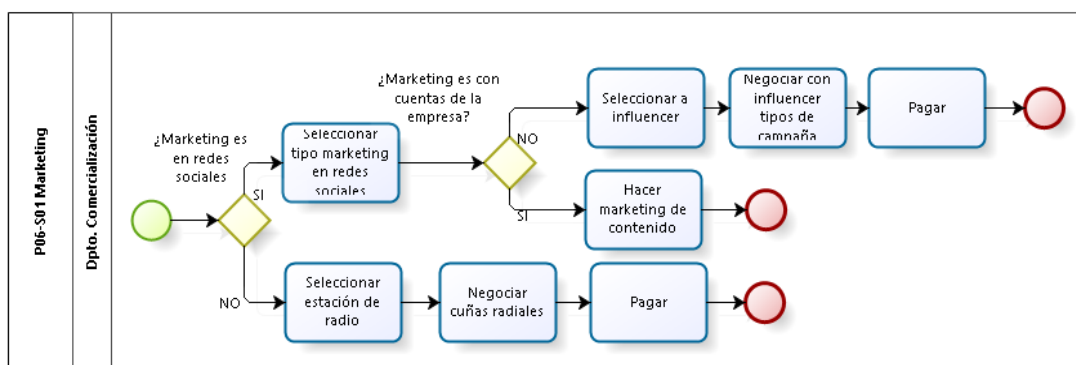 P06-S01 Marketing
Dpto. Comercialización
¿Marketing es
en redes
sociales
SI
NO
Seleccionar
tipo marketing
en redes
sociales
¿Marketing es con
cuentas de la
empresa?
NO
SI
Seleccionar a
influencer
Negociar con
influencer
tipos de
campaña
Pagar
Hacer
marketing de
contenido
Seleccionar
estación de
radio
Negociar
cuñas radiales
Pagar